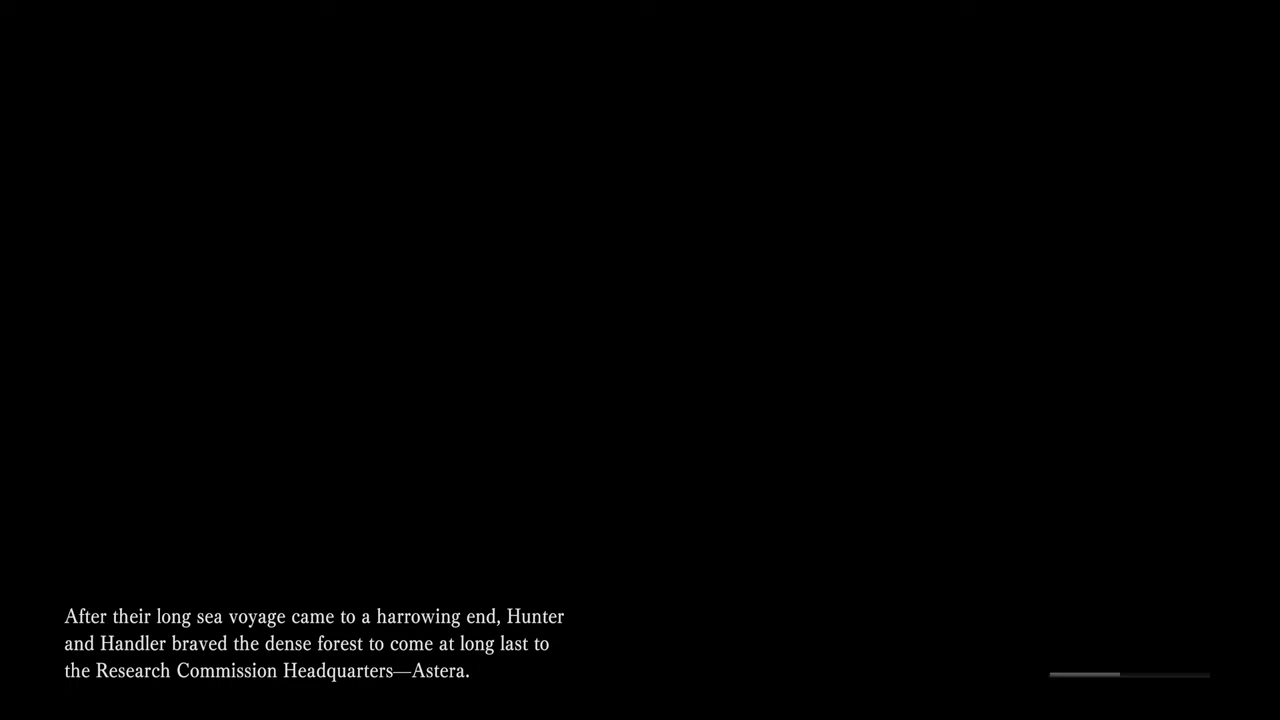 After their long sea voyage came to a harrowing end, Hunter
and Handler braved the dense forest to come at long last to
the Research Commission Headquarters—Astera.